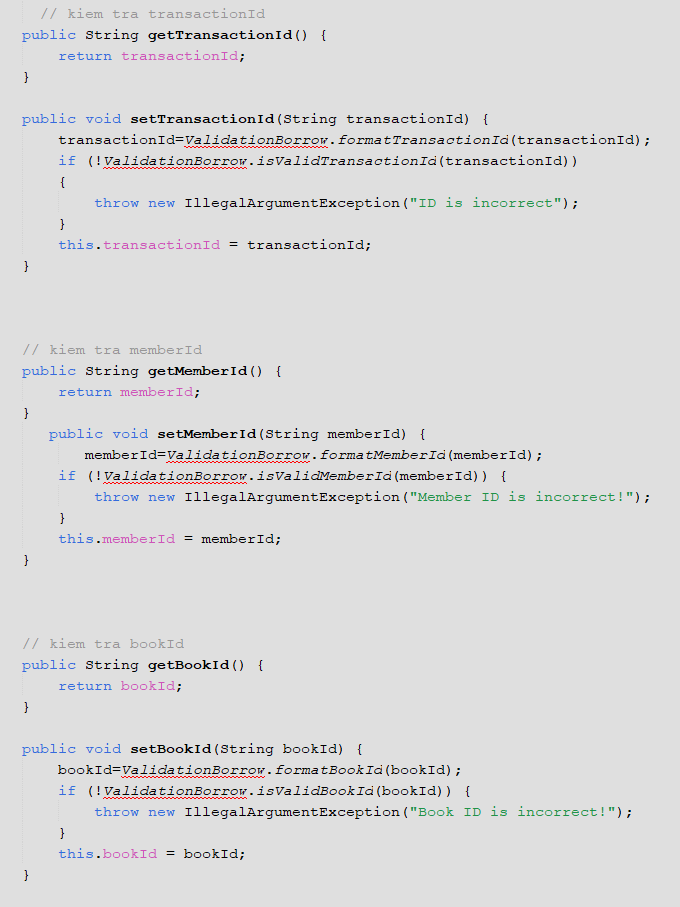 // kiem tra transactionId
public String getTransactionId() {
return transactionId;
}
public void setTransactionId(String transactionId) {
transactionId=ValidationBorrow.formatTransactionId(transactionId);
if (!ValidationBorrow.isValidTransactionId(transactionId))
{
throw new IllegalArgumentException("ID is incorrect");
}
this.transactionId = transactionId;
}
// kiem tra memberId
public String getMemberId() {
return memberId;
}
public void setMemberId(String memberId) {
memberId=ValidationBorrow.formatMemberId(memberId);
if (!ValidationBorrow.isValidMemberId(memberId)) {
throw new IllegalArgumentException("Member ID is incorrect!");
}
this.memberId = memberId;
}
// kiem tra bookId
public String getBookId() {
return bookId;
}
public void setBookId(String bookId) {
bookId=ValidationBorrow.formatBookId(bookId);
if (!ValidationBorrow.isValidBookId(bookId)) {
throw new IllegalArgumentException("Book ID is incorrect!");
}
this.bookId = bookId;
}